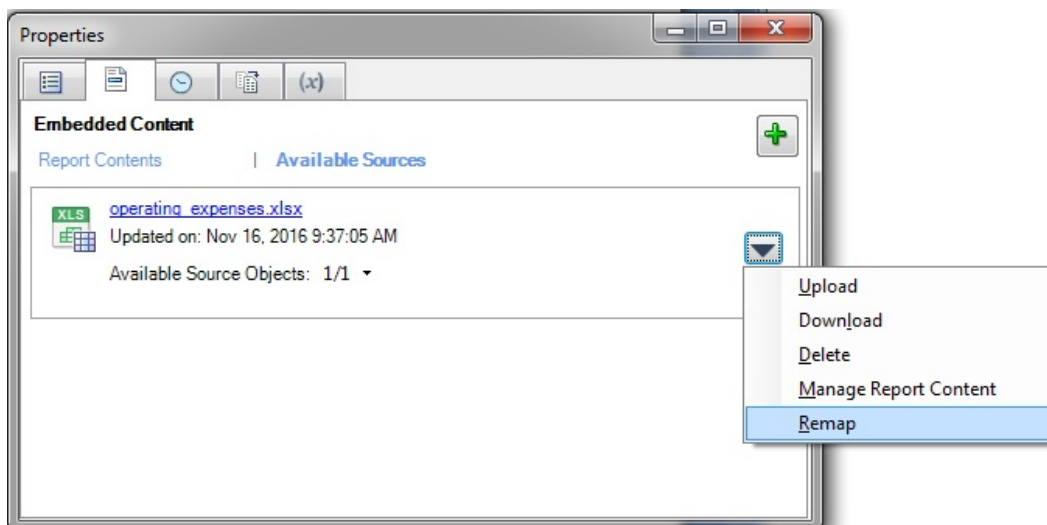 Properties
(x)
Embedded Content
Report Contents | Available Sources
XLS
operating_expenses.xlsx
Updated on: Nov 16, 2016 9:37:05 AM
Available Source Objects: 1/1
Upload
Download
Delete
Manage Report Content
Remap